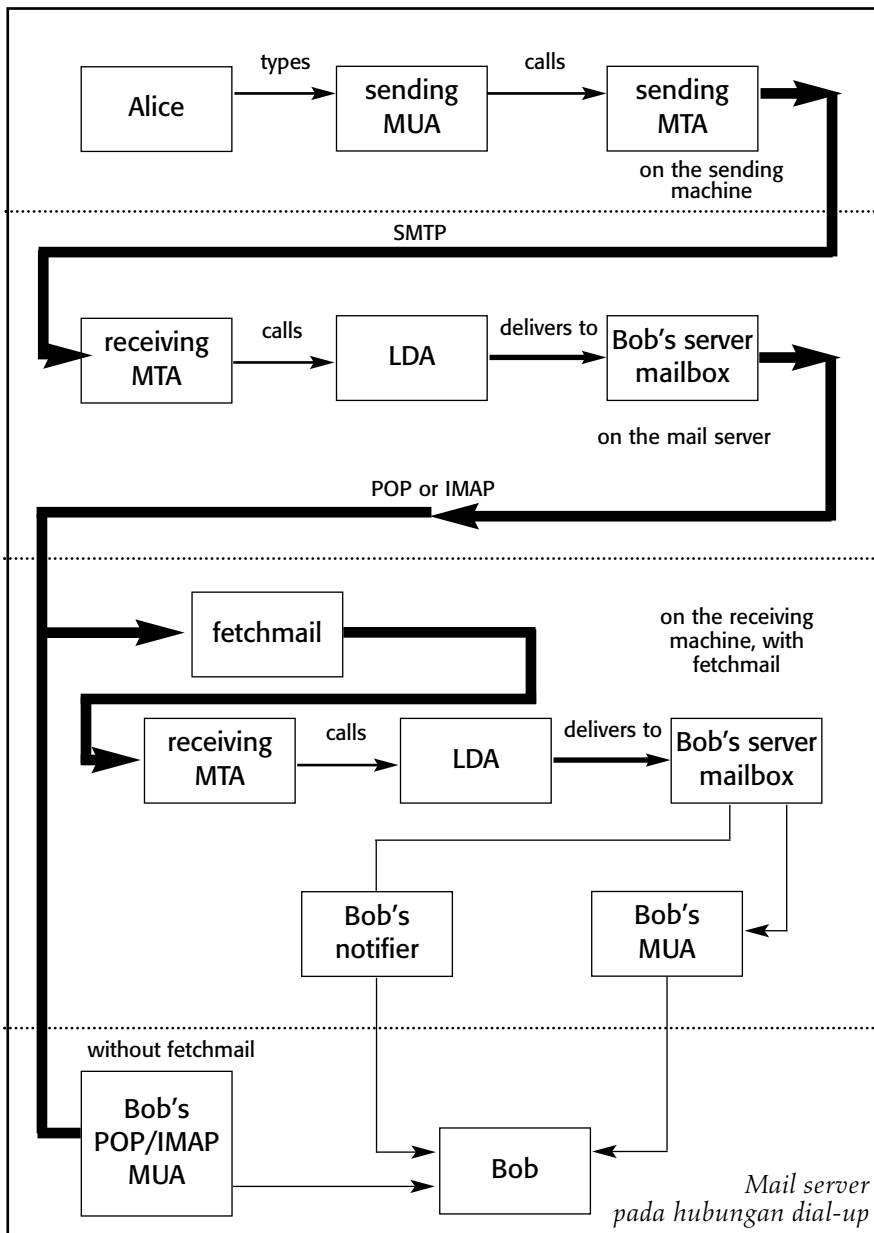 types
calls
Alice
sending
MUA
sending
MTA
on the sending
machine
SMTP
receiving
MTA
calls
LDA
delivers to
Bob's server
mailbox
on the mail server
POP or IMAP
fetchmail
on the receiving
machine, with
fetchmail
receiving
MTA
calls
LDA
delivers to
Bob's server
mailbox
Bob's
notifier
Bob's
MUA
without fetchmail
Bob's
POP/IMAP
MUA
Bob
Mail server
pada hubungan dial-up